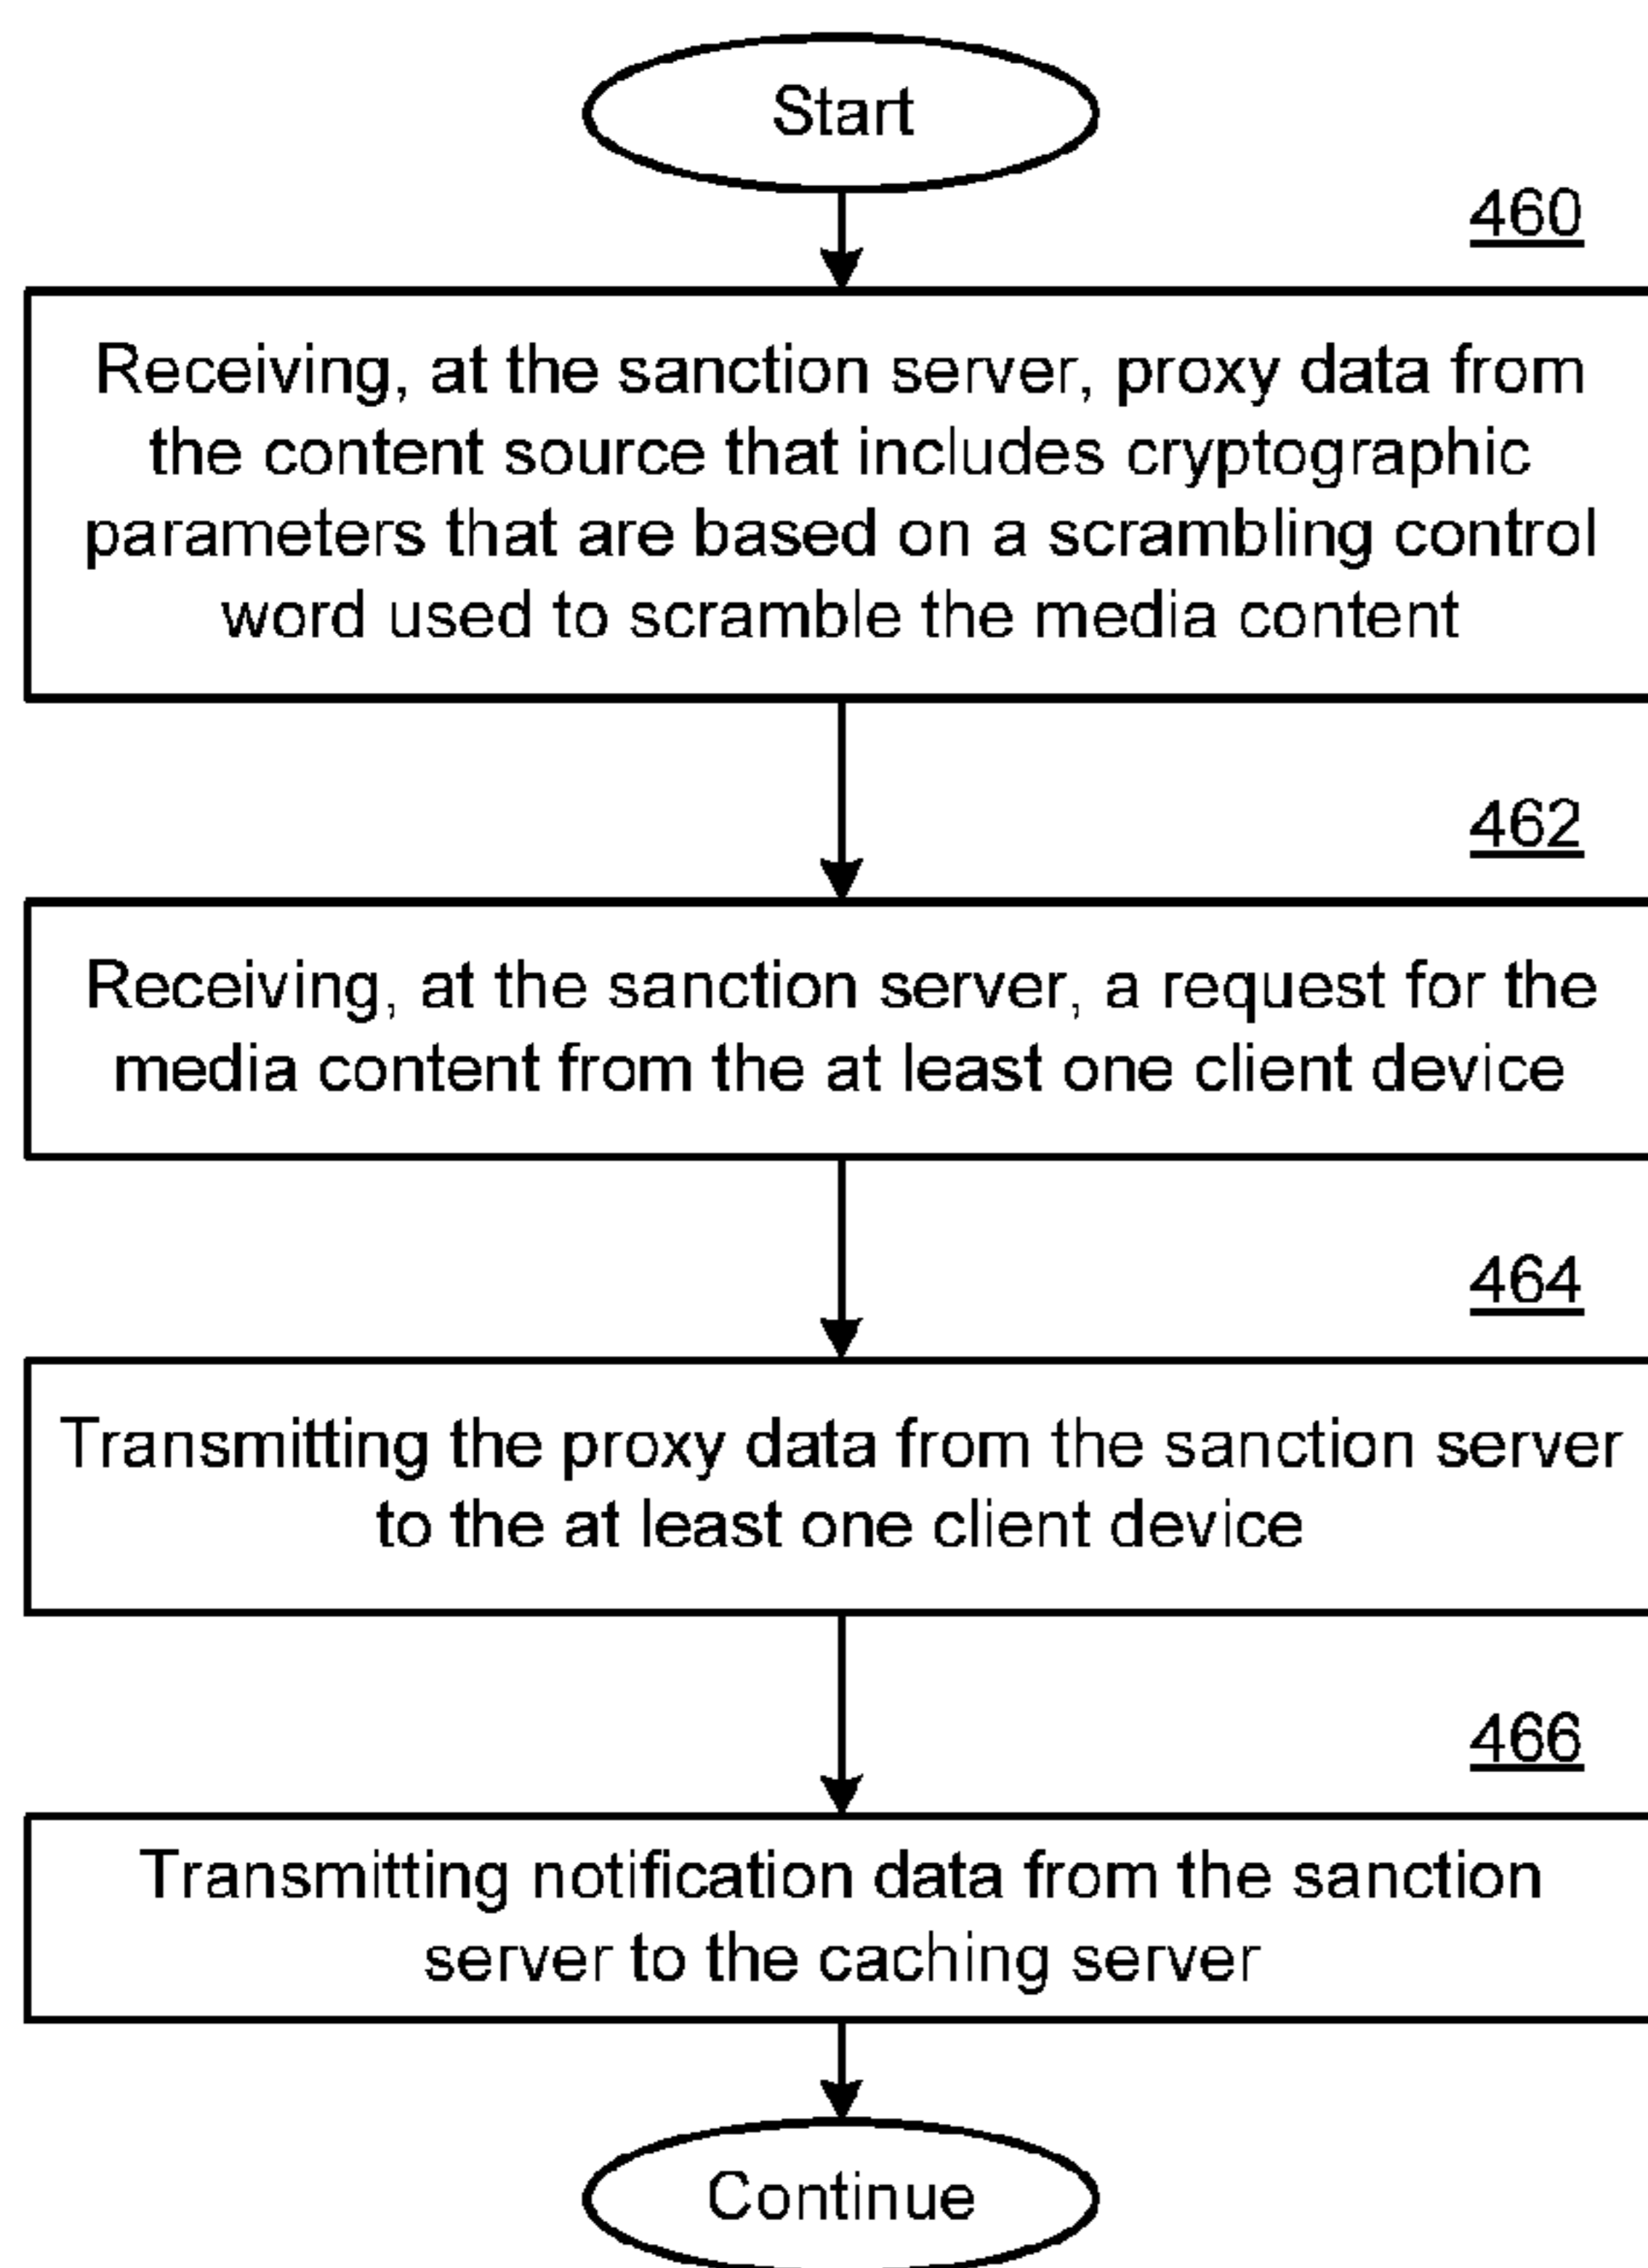 Start
460
Receiving, at the sanction server, proxy data from
the content source that includes cryptographic
parameters that are based on a scrambling control
word used to scramble the media content
462
Receiving, at the sanction server, a request for the
media content from the at least one client device
464
Transmitting the proxy data from the sanction server
to the at least one client device
466
Transmitting notification data from the sanction
server to the caching server
Continue